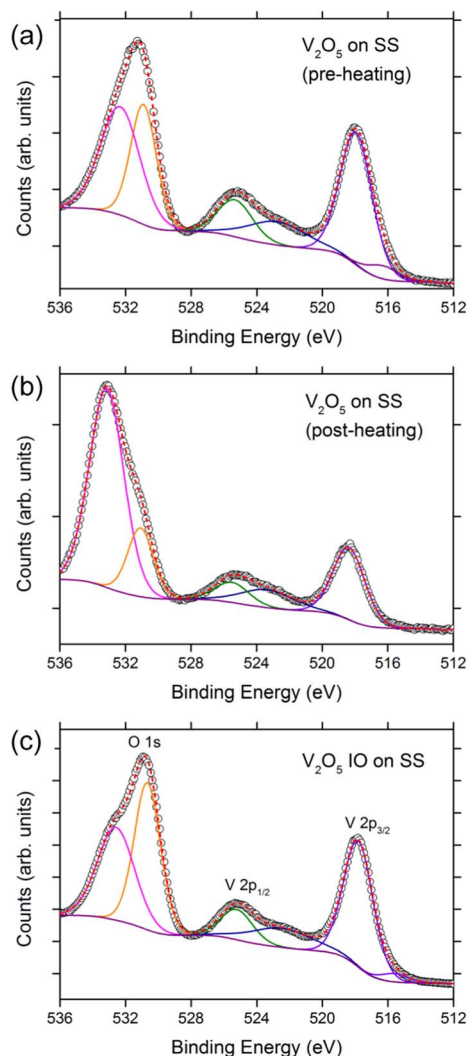 (a)
V₂O₅ on SS
(pre-heating)
Counts (arb. units)
536 532 528 524 520 516 512
Binding Energy (eV)
(b)
V₂O₅ on SS
(post-heating)
Counts (arb. units)
536 532 528 524 520 516 512
Binding Energy (eV)
(c)
O 1s
V₂O₅ IO on SS
V 2p₃/₂
V 2p₁/₂
Counts (arb. units)
536 532 528 524 520 516 512
Binding Energy (eV)